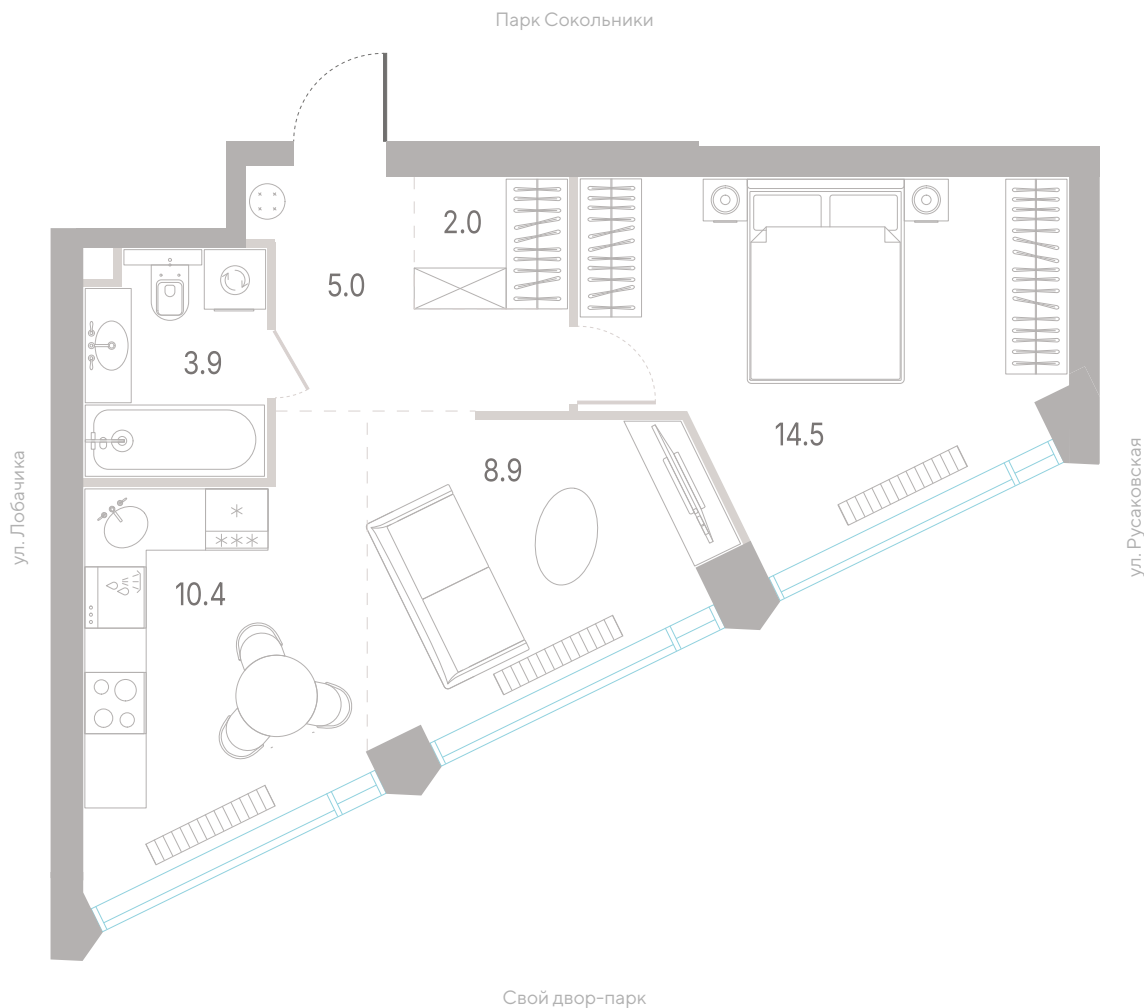 Парк Сокольники
2.0
5.0
3.9
14.5
8.9
10.4
ул. Лобачика
ул. Русаковская
Свой двор-парк